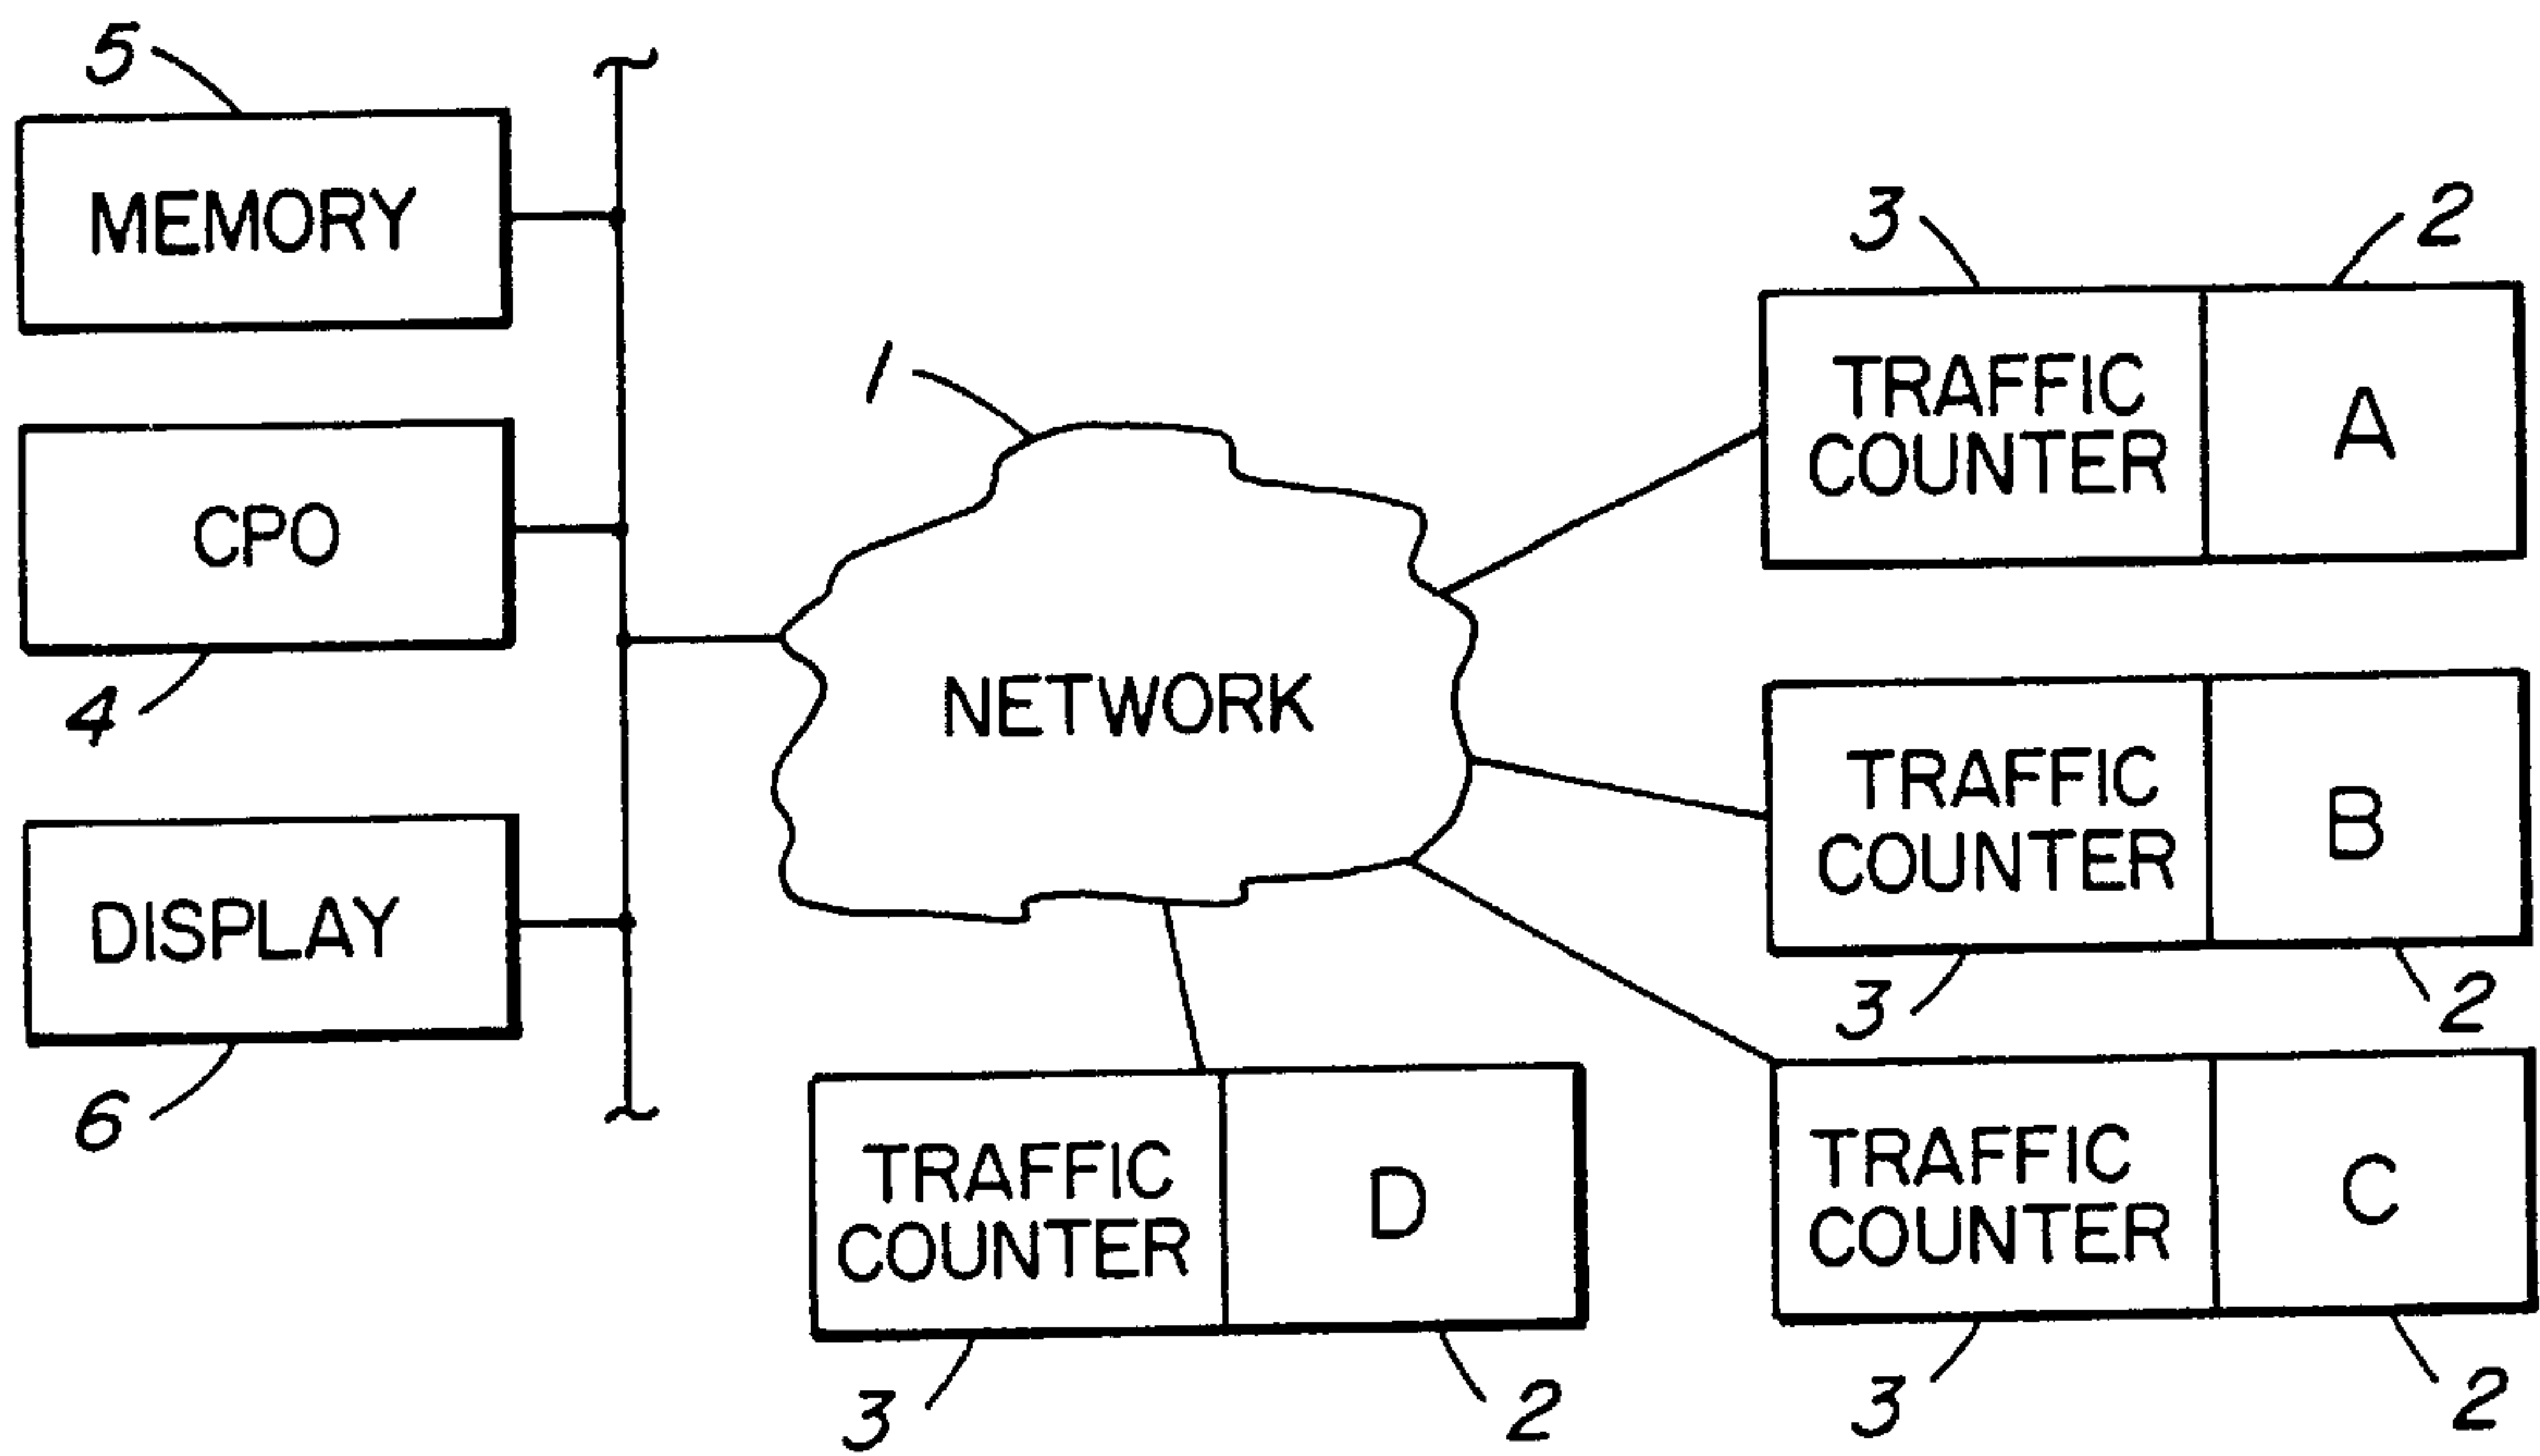 5
MEMORY
CPO
4
DISPLAY
6
1
NETWORK
3 2
TRAFFIC
COUNTER
A
TRAFFIC
COUNTER
B
3 2
TRAFFIC
COUNTER
C
3 2
TRAFFIC
COUNTER
D
3 2